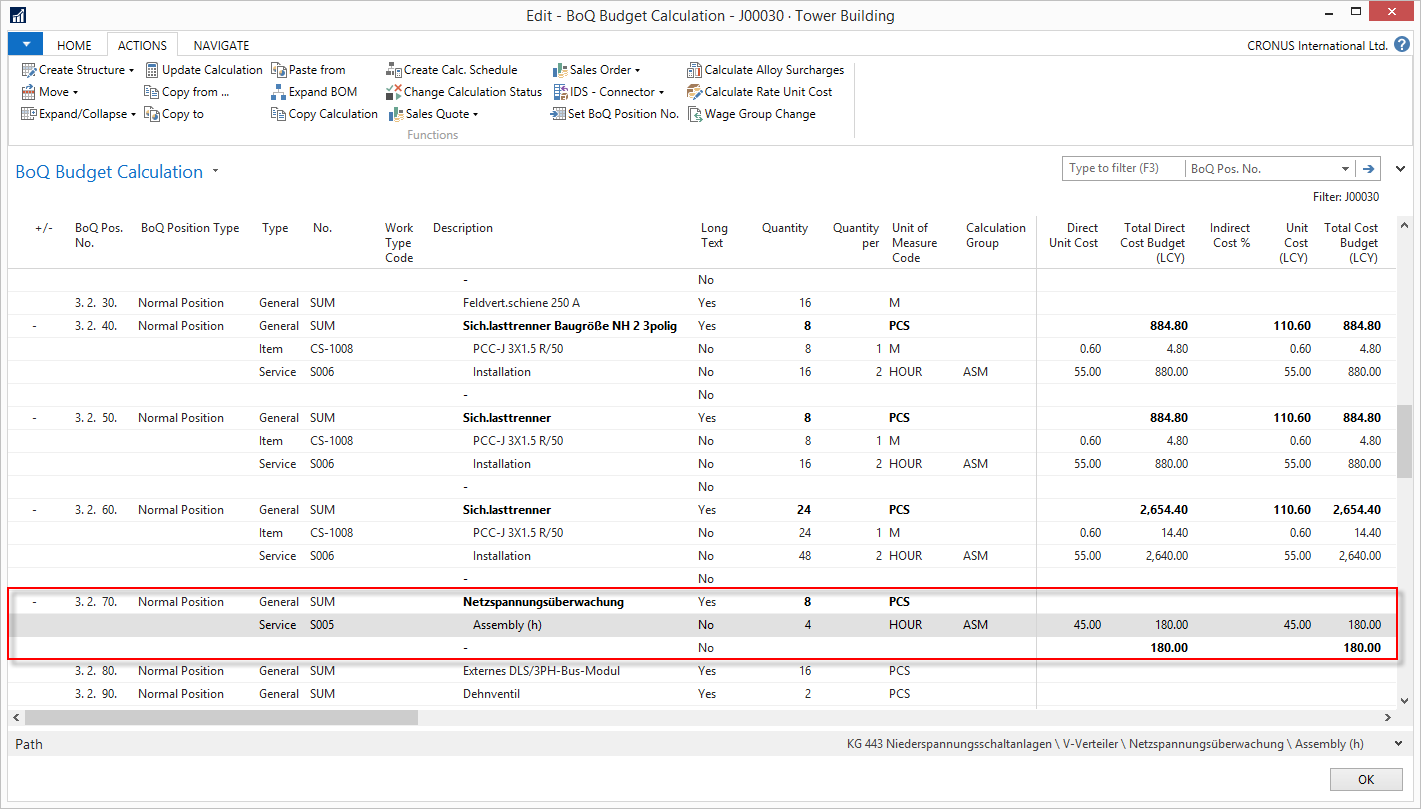 Edit - BoQ Budget Calculation - J00030 · Tower Building
HOME ACTIONS NAVIGATE CRONUS International Ltd. ?
Create Structure Update Calculation Paste from Create Calc. Schedule Sales Order Calculate Alloy Surcharges
Move Copy from ... Expand BOM Change Calculation Status IDS - Connector Calculate Rate Unit Cost
Expand/Collapse Copy to Copy Calculation Sales Quote Set BoQ Position No. Wage Group Change
Functions
BoQ Budget Calculation Type to filter (F3) BoQ Pos. No.
Filter: J00030
+/- BoQ Pos. BoQ Position Type Type No. Work Description Long Quantity Quantity Unit of Calculation Direct Total Direct Indirect Unit Total Cost
No. Type Text per Measure Group Unit Cost Cost Budget Cost % Cost Budget
Code Code (LCY) (LCY) (LCY)
- No
3. 2. 30. Normal Position General SUM Feldvert.schiene 250 A Yes 16 M
- 3. 2. 40. Normal Position General SUM Sich.lasttrenner Baugröße NH 2 3polig Yes 8 PCS 884.80 110.60 884.80
Item CS-1008 PCC-J 3X1.5 R/50 No 8 1 M 0.60 4.80 0.60 4.80
Service S006 Installation No 16 2 HOUR ASM 55.00 880.00 55.00 880.00
- No
- 3. 2. 50. Normal Position General SUM Sich.lasttrenner Yes 8 PCS 884.80 110.60 884.80
Item CS-1008 PCC-J 3X1.5 R/50 No 8 1 M 0.60 4.80 0.60 4.80
Service S006 Installation No 16 2 HOUR ASM 55.00 880.00 55.00 880.00
- No
- 3. 2. 60. Normal Position General SUM Sich.lasttrenner Yes 24 PCS 2,654.40 110.60 2,654.40
Item CS-1008 PCC-J 3X1.5 R/50 No 24 1 M 0.60 14.40 0.60 14.40
Service S006 Installation No 48 2 HOUR ASM 55.00 2,640.00 55.00 2,640.00
- No
- 3. 2. 70. Normal Position General SUM Netzspannungsüberwachung Yes 8 PCS
Service S005 Assembly (h) No 4 HOUR ASM 45.00 180.00 45.00 180.00
- No 180.00 180.00
3. 2. 80. Normal Position General SUM Externes DLS/3PH-Bus-Modul Yes 16 PCS
3. 2. 90. Normal Position General SUM Dehnventil Yes 2 PCS
Path KG 443 Niederspannungsschaltanlagen \ V-Verteiler \ Netzspannungsüberwachung \ Assembly (h)
OK